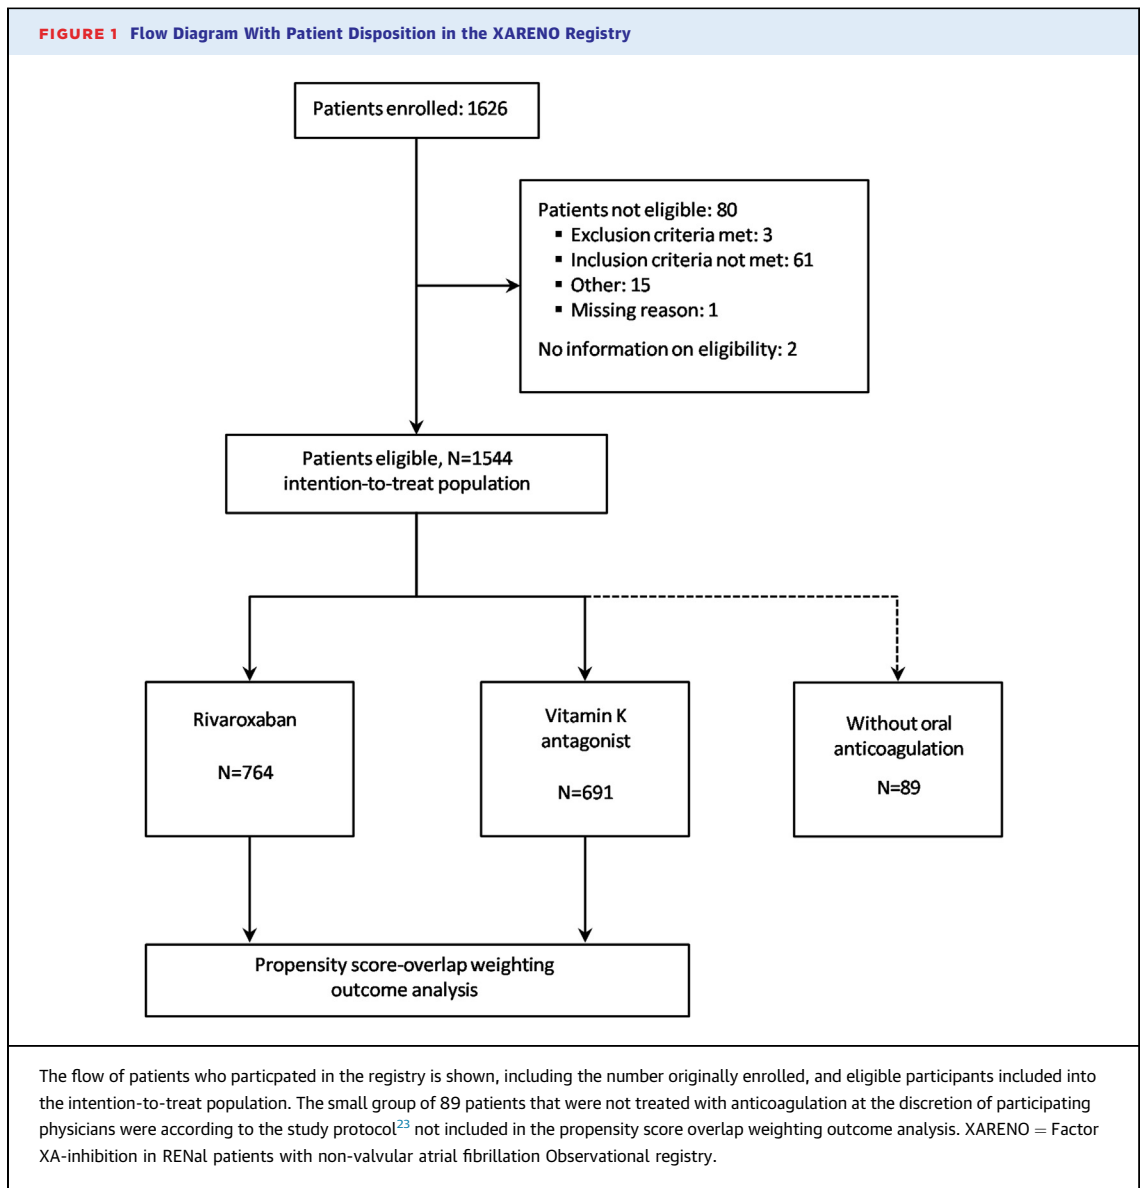 FIGURE 1 Flow Diagram With Patient Disposition in the XARENO Registry
Patients enrolled: 1626
Patients not eligible: 80
▪ Exclusion criteria met: 3
▪ Inclusion criteria not met: 61
▪ Other: 15
▪ Missing reason: 1
No information on eligibility: 2
Patients eligible, N=1544
intention-to-treat population
Rivaroxaban
N=764
Vitamin K
antagonist
N=691
Without oral
anticoagulation
N=89
Propensity score-overlap weighting
outcome analysis
The flow of patients who particpated in the registry is shown, including the number originally enrolled, and eligible participants included into
the intention-to-treat population. The small group of 89 patients that were not treated with anticoagulation at the discretion of participating
physicians were according to the study protocol23 not included in the propensity score overlap weighting outcome analysis. XARENO = Factor
XA-inhibition in RENal patients with non-valvular atrial fibrillation Observational registry.